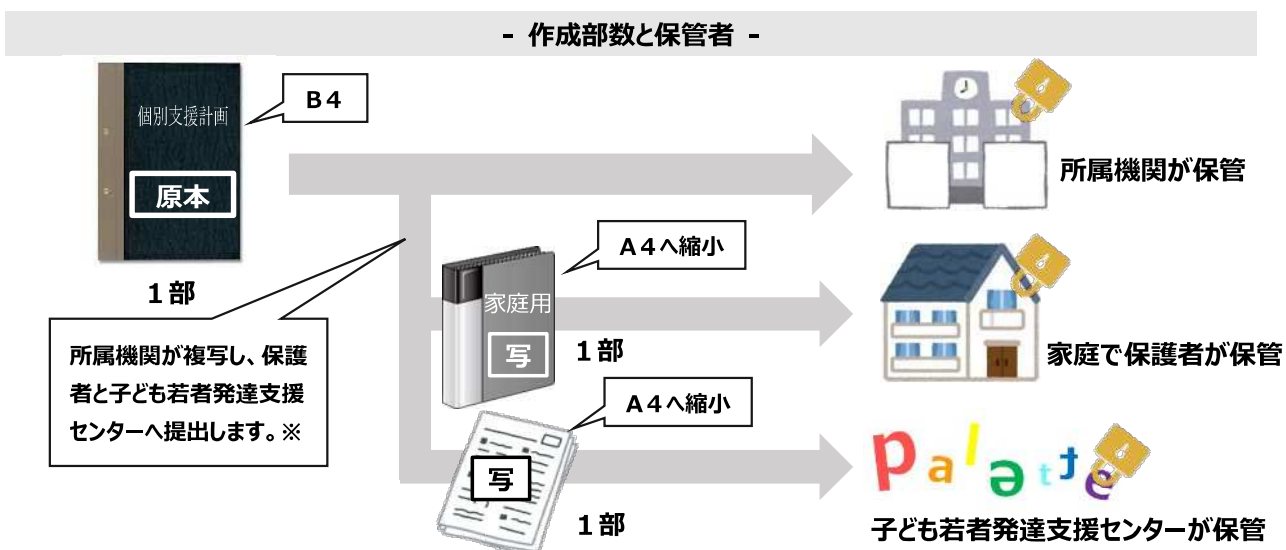 - 作成部数と保管者 -
個別支援計画
原本
B4
1部
所属機関が保管
所属機関が複写し、保護
者と子ども若者発達支援
センターへ提出します。※
A4へ縮小
家庭用
写
1部
家庭で保護者が保管
A4へ縮小
写
1部
palette
子ども若者発達支援センターが保管